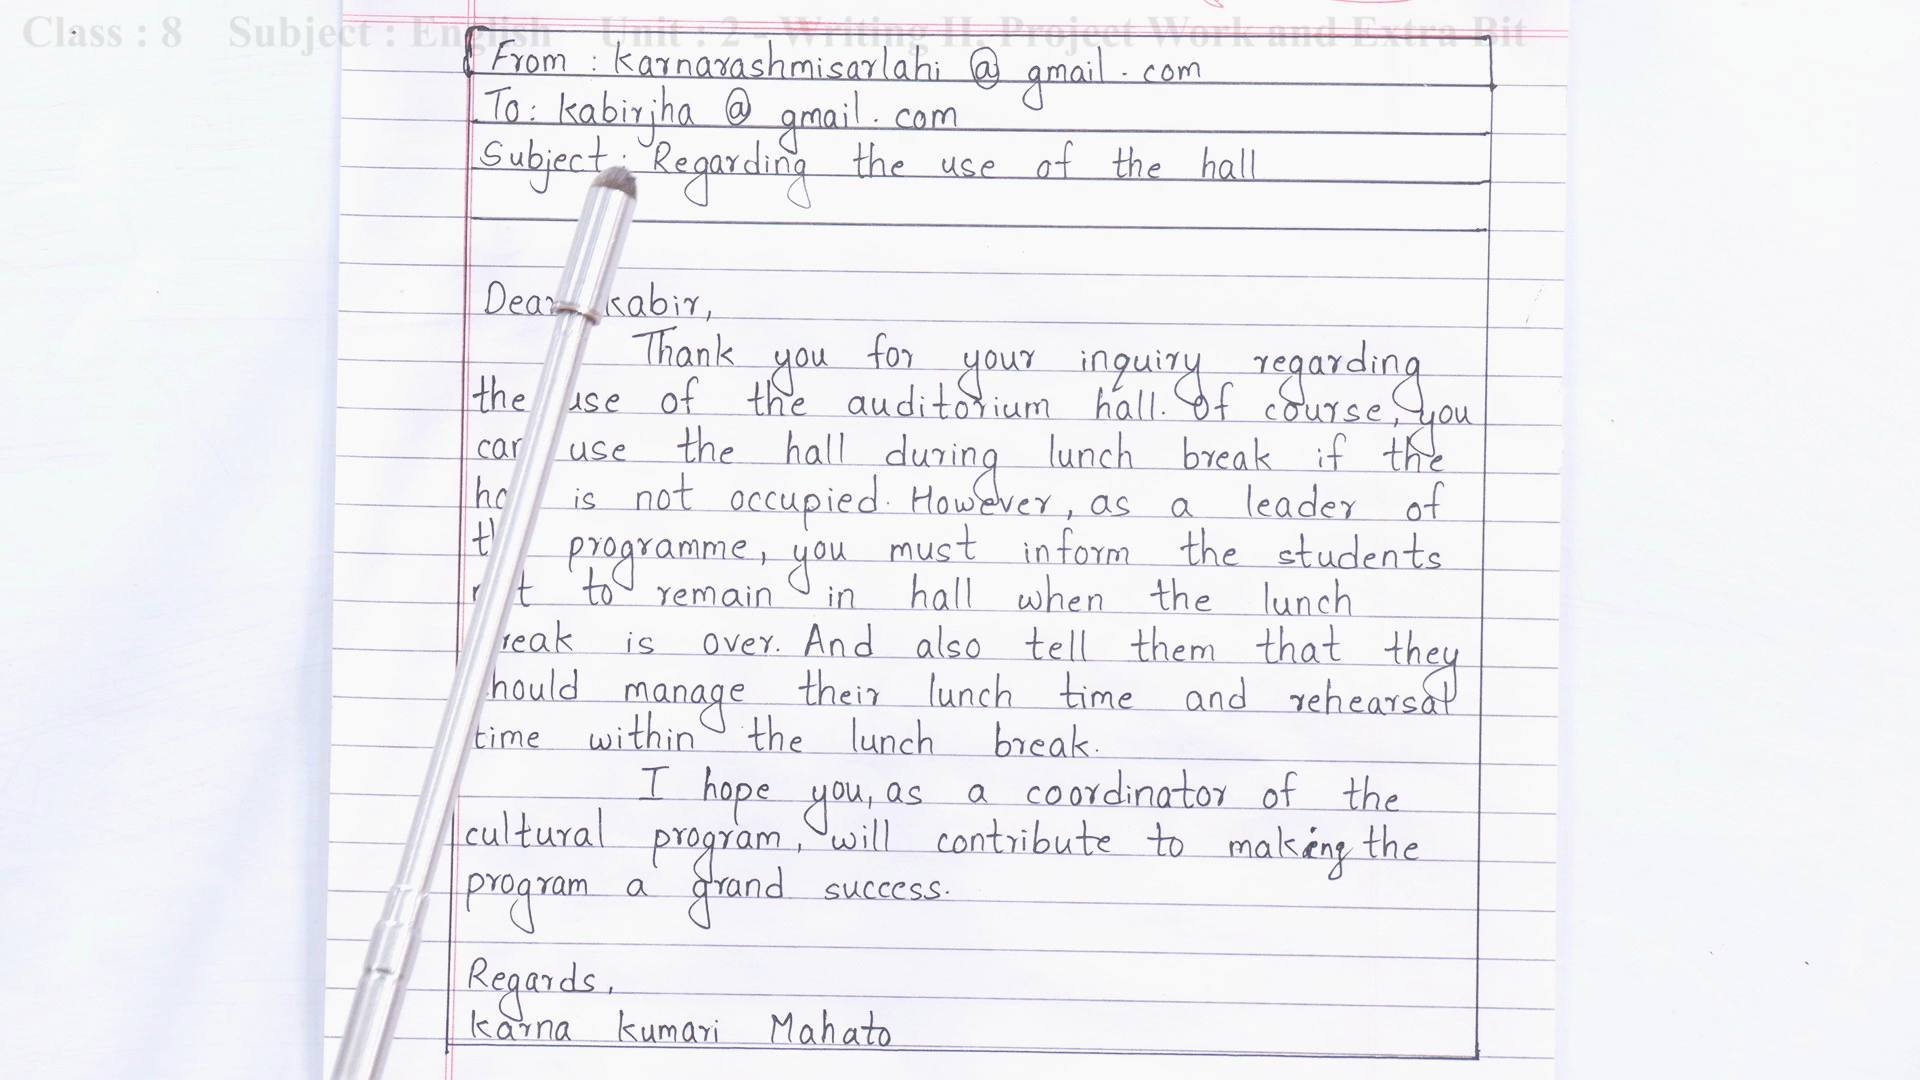 Class : 8 Subject : English Unit : 2 - Writing II, Project Work and Extra Bit
From : karnarashmisarlahi @ gmail . com
To : kabirjha @ gmail . com
Subject : Regarding the use of the hall
Dear kabir,
Thank you for your inquiry regarding
the use of the auditorium hall. Of course, you
can use the hall during lunch break if the
is not occupied. However, as a leader of
programme, you must inform the students
to remain in hall when the lunch
break is over. And also tell them that they
should manage their lunch time and rehearsal
time within the lunch break.
I hope you, as a coordinator of the
cultural program, will contribute to making the
program a grand success.
Regards,
Karna kumari Mahato